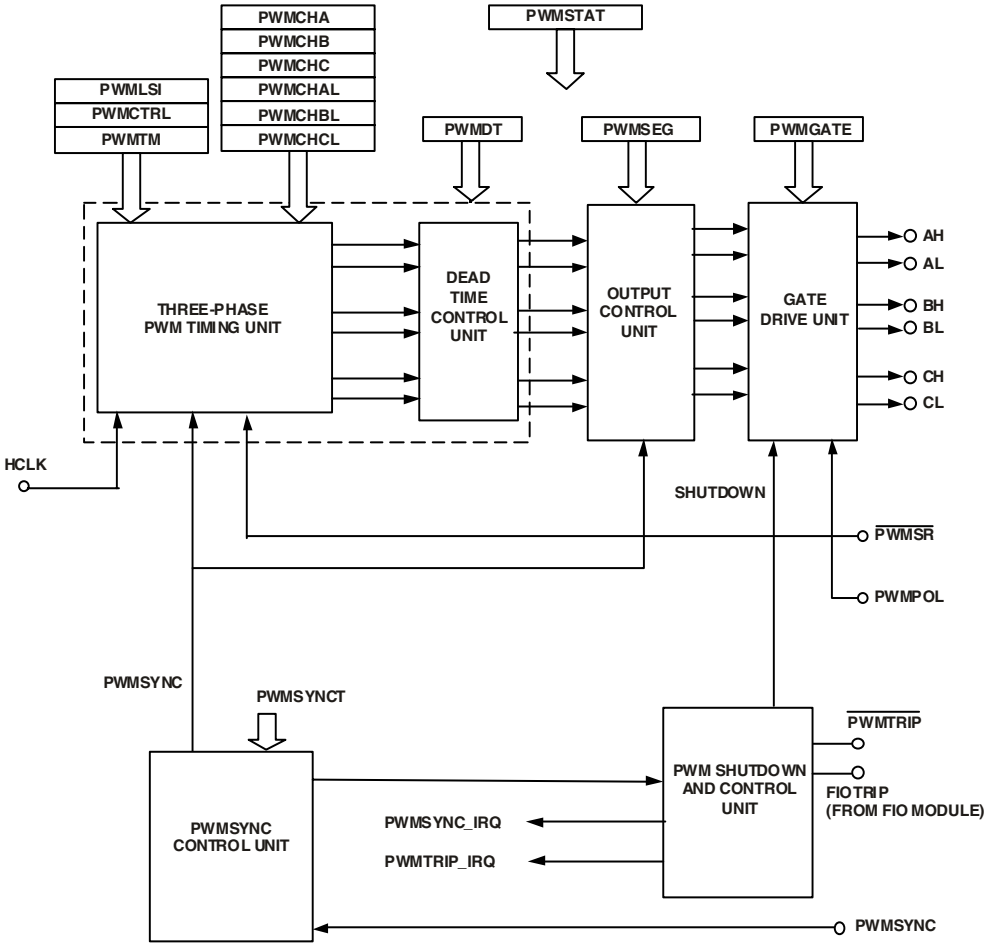 PWMCHA
PWMCHB
PWMCHC
PWMCHAL
PWMCHBL
PWMCHCL
PWMSTAT
PWMLSI
PWMCTRL
PWMTM
PWMDT
PWMSEG
PWMGATE
THREE-PHASE
PWM TIMING UNIT
DEAD
TIME
CONTROL
UNIT
OUTPUT
CONTROL
UNIT
GATE
DRIVE UNIT
AH
AL
BH
BL
CH
CL
HCLK
SHUTDOWN
PWMSR
PWMPOL
PWMSYNC
PWMSYNCT
PWMTRIP
PWM SHUTDOWN
AND CONTROL
UNIT
FIOTRIP
(FROM FIO MODULE)
PWMSYNC
CONTROL UNIT
PWMSYNC_IRQ
PWMTRIP_IRQ
PWMSYNC